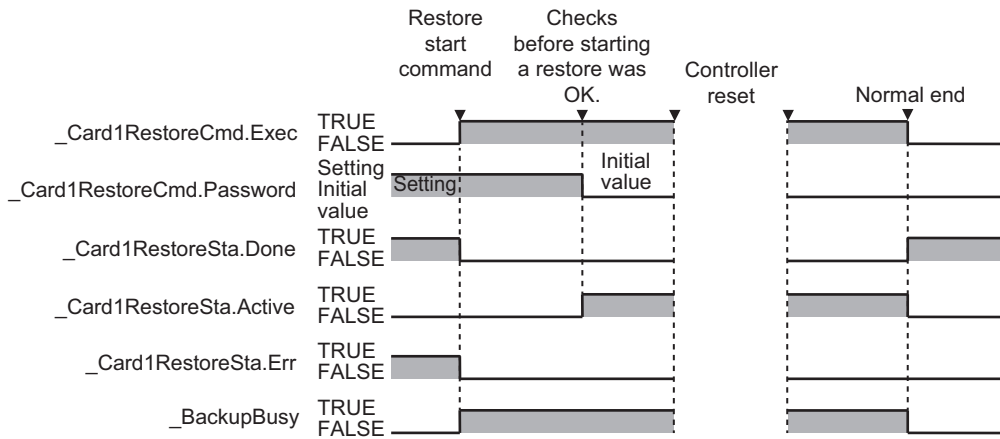 Restore
start
command
Checks
before starting
a restore was
OK.
Controller
reset
Normal end
_Card1RestoreCmd.Exec
TRUE
FALSE
_Card1RestoreCmd.Password
Setting
Initial
value
Setting
Initial
value
_Card1RestoreSta.Done
TRUE
FALSE
_Card1RestoreSta.Active
TRUE
FALSE
_Card1RestoreSta.Err
TRUE
FALSE
_BackupBusy
TRUE
FALSE